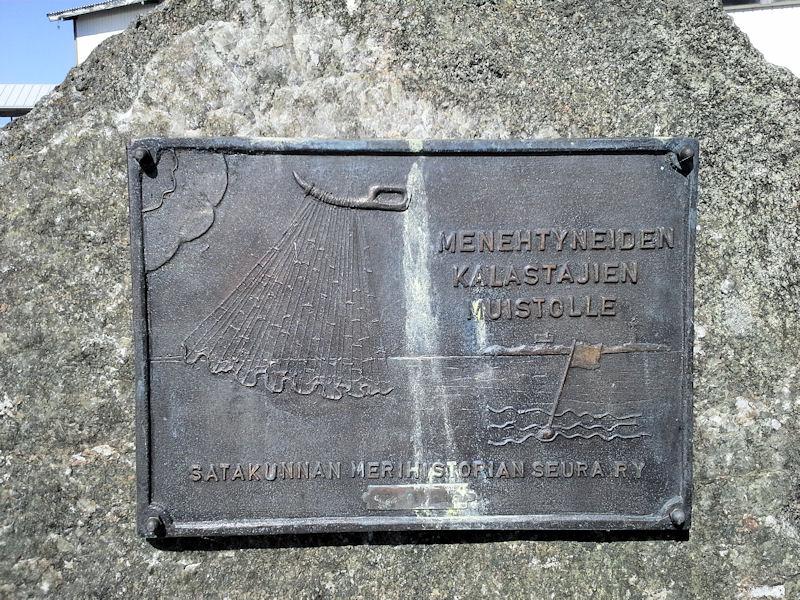 MENEHTYNEIDEN
KALASTAJIEN
MUISTOLLE
SATAKUNNAN MERIHISTORIAN SEURA.RY